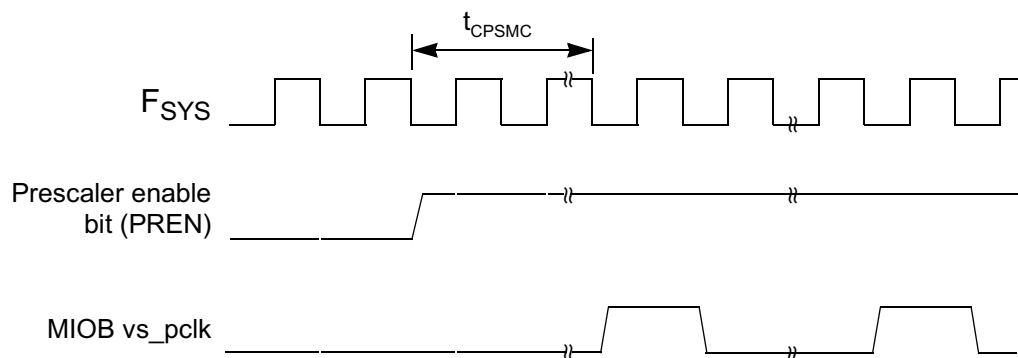 tCPSMC
FSYS
Prescaler enable
bit (PREN)
MIOB vs_pclk